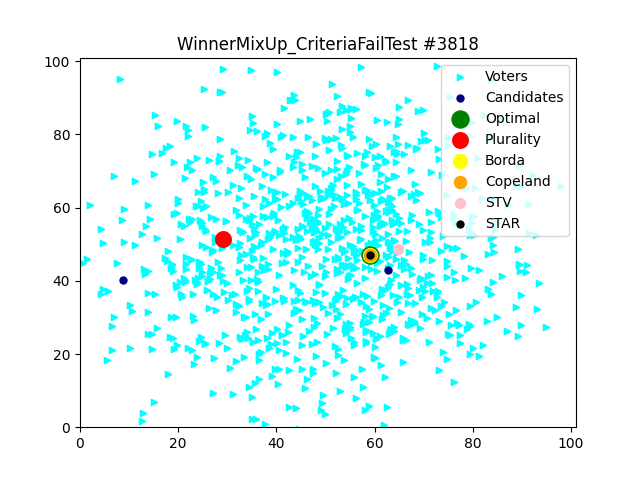 WinnerMixUp_CriteriaFailTest #3818
100
80
60
40
20
0
0 20 40 60 80 100
Voters
Candidates
Optimal
Plurality
Borda
Copeland
STV
STAR